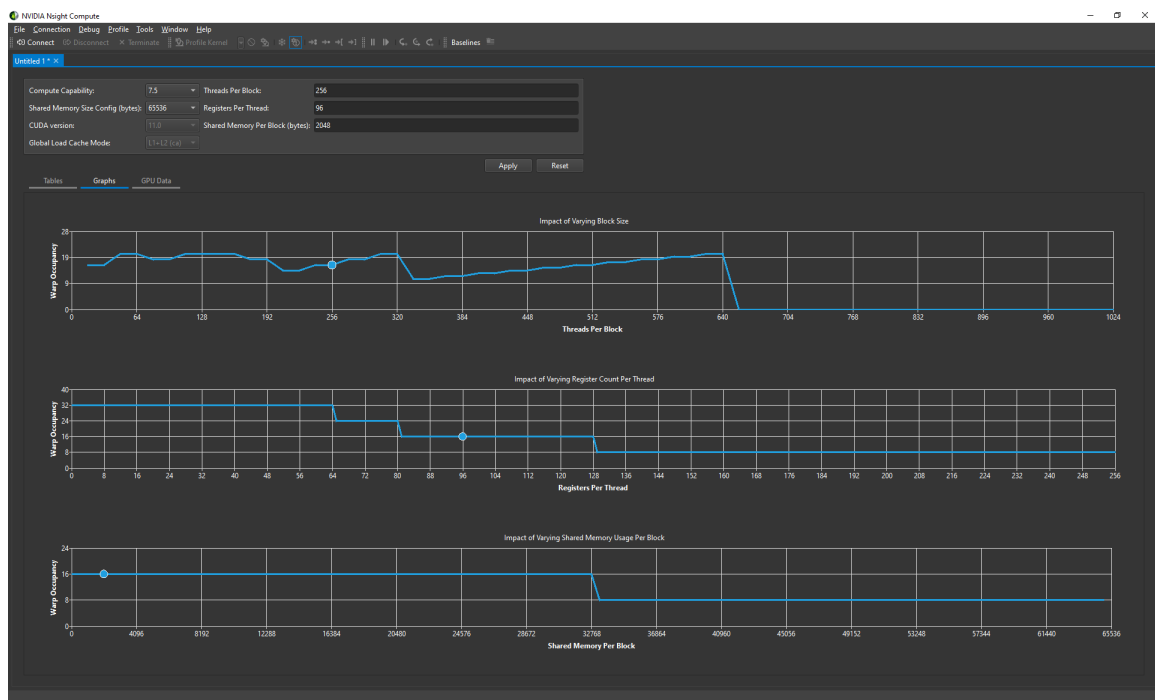 NVIDIA Nsight Compute
File Connection Debug Profile Tools Window Help
Connect Disconnect Terminate Profile Kernel Baselines
Untitled 1 *
Compute Capability: 7.5 Threads Per Block: 256
Shared Memory Size Config (bytes): 65536 Registers Per Thread: 96
CUDA version: 11.0 Shared Memory Per Block (bytes): 2048
Global Load Cache Mode: L1+L2 (ca)
Apply Reset
Tables Graphs GPU Data
Impact of Varying Block Size
Warp Occupancy
28
19
9
0
0 64 128 192 256 320 384 448 512 576 640 704 768 832 896 960 1024
Threads Per Block
Impact of Varying Register Count Per Thread
Warp Occupancy
40
32
24
16
8
0
0 8 16 24 32 40 48 56 64 72 80 88 96 104 112 120 128 136 144 152 160 168 176 184 192 200 208 216 224 232 240 248 256
Registers Per Thread
Impact of Varying Shared Memory Usage Per Block
Warp Occupancy
24
16
8
0
0 4096 8192 12288 16384 20480 24576 28672 32768 36864 40960 45056 49152 53248 57344 61440 65536
Shared Memory Per Block